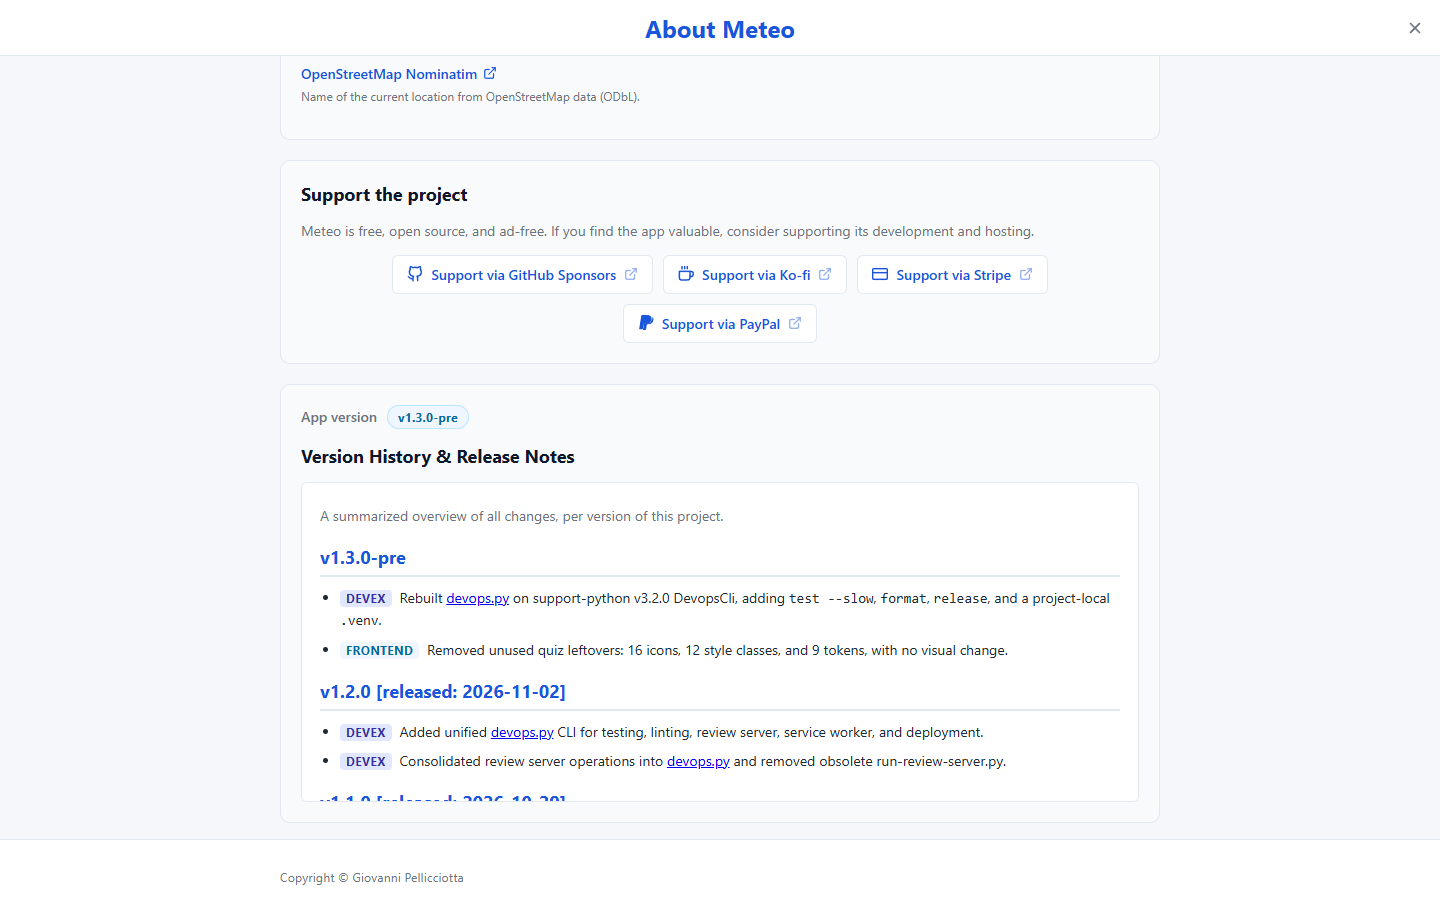 About Meteo
OpenStreetMap Nominatim
Name of the current location from OpenStreetMap data (ODbL).
Support the project
Meteo is free, open source, and ad-free. If you find the app valuable, consider supporting its development and hosting.
Support via GitHub Sponsors
Support via Ko-fi
Support via Stripe
Support via PayPal
App version v1.3.0-pre
Version History & Release Notes
A summarized overview of all changes, per version of this project.
v1.3.0-pre
DEVEX Rebuilt devops.py on support-python v3.2.0 DevopsCli, adding test --slow, format, release, and a project-local
.venv.
FRONTEND Removed unused quiz leftovers: 16 icons, 12 style classes, and 9 tokens, with no visual change.
v1.2.0 [released: 2026-11-02]
DEVEX Added unified devops.py CLI for testing, linting, review server, service worker, and deployment.
DEVEX Consolidated review server operations into devops.py and removed obsolete run-review-server.py.
v1.1.0 [released: 2026-10-29]
Copyright © Giovanni Pellicciotta